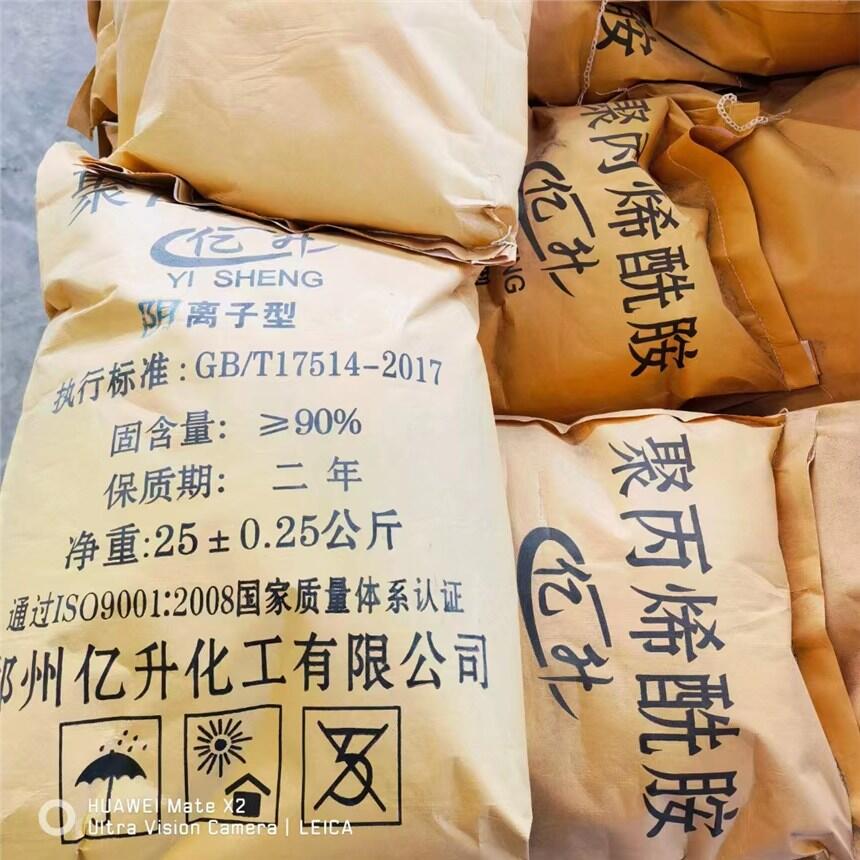 聚
亿升
YI SHENG
阴离子型
执行标准:GB/T17514-2017
固含量: ≥90%
保质期: 二年
净重:25±0.25公斤
通过ISO9001:2008国家质量体系认证
郑州亿升化工有限公司
胺
聚丙烯酰胺
亿升
NG
聚丙烯酰胺
亿升
HUAWEI Mate X2
Ultra Vision Camera | LEICA